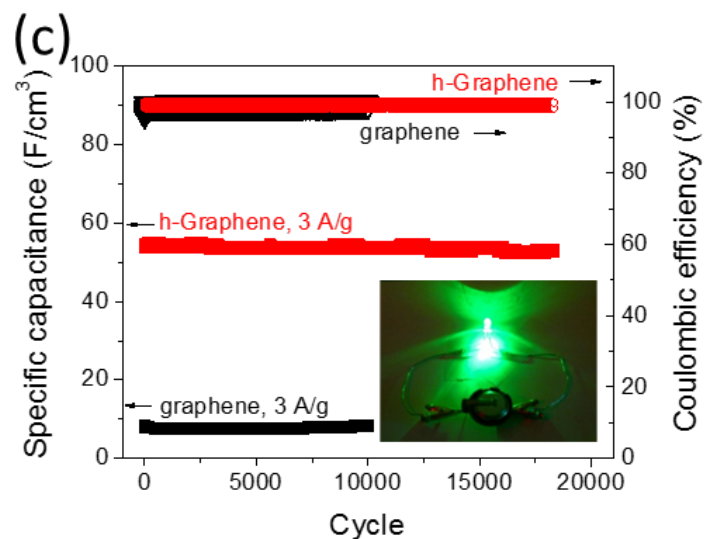 (c)
100
80
60
40
20
0
Specific capacitance (F/cm³)
h-Graphene
graphene
h-Graphene, 3 A/g
graphene, 3 A/g
100
80
60
40
20
0
Coulombic efficiency (%)
0 5000 10000 15000 20000
Cycle